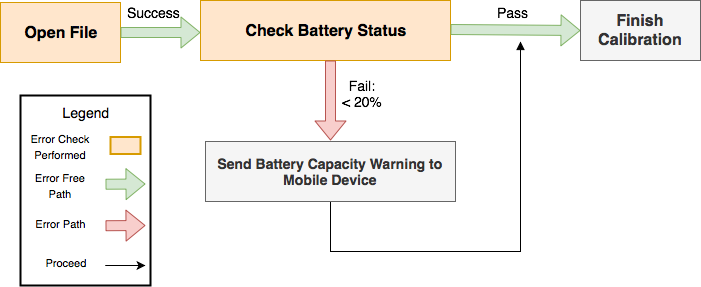 Open File
Success
Check Battery Status
Pass
Finish
Calibration
Fail:
< 20%
Send Battery Capacity Warning to
Mobile Device
Legend
Error Check
Performed
Error Free
Path
Error Path
Proceed